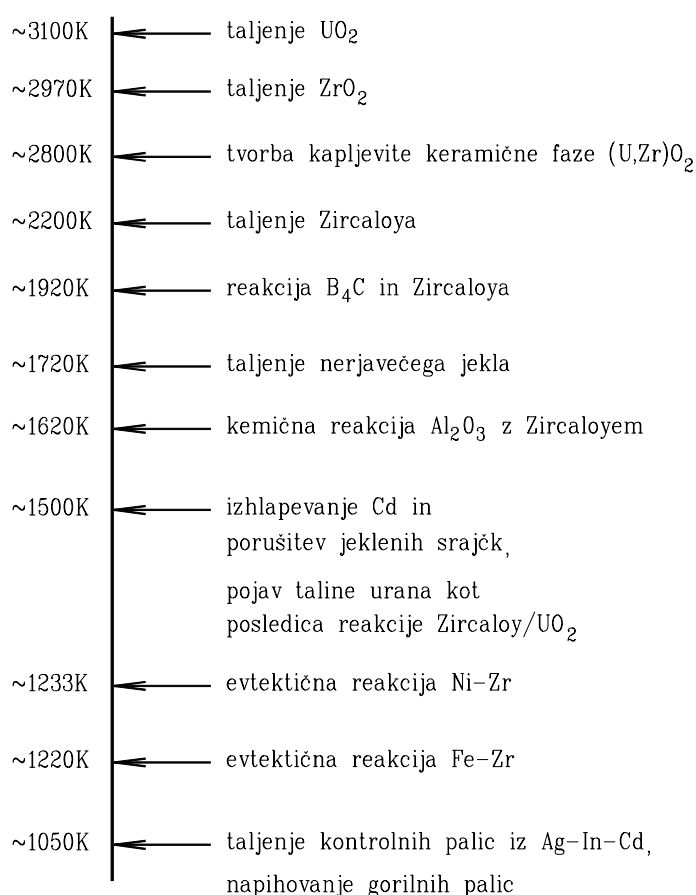 ~3100K taljenje UO₂
~2970K taljenje ZrO₂
~2800K tvorba kapljevite keramične faze (U,Zr)O₂
~2200K taljenje Zircaloya
~1920K reakcija B₄C in Zircaloya
~1720K taljenje nerjavečega jekla
~1620K kemična reakcija Al₂O₃ z Zircaloyem
~1500K izhlapevanje Cd in
porušitev jeklenih srajčk,
pojav taline urana kot
posledica reakcije Zircaloy/UO₂
~1233K evtektična reakcija Ni-Zr
~1220K evtektična reakcija Fe-Zr
~1050K taljenje kontrolnih palic iz Ag-In-Cd,
napihovanje gorilnih palic